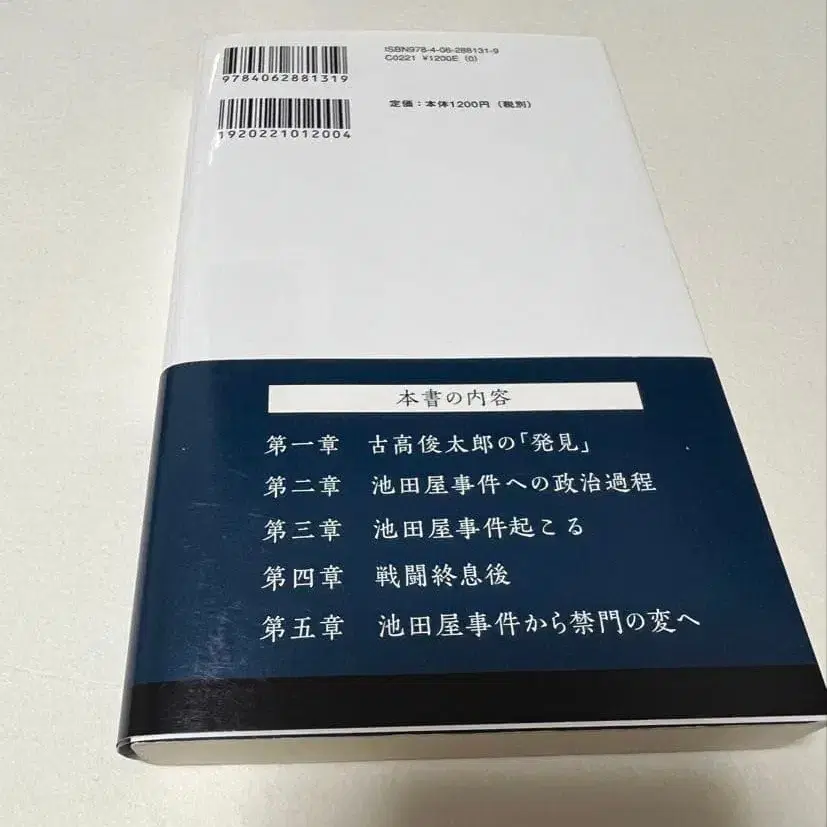 ISBN978-4-06-288131-9
C0221 ¥1200E (0)
9784062881319
定価：本体1200円（税別）
1920221012004
本書の内容
第一章 古高俊太郎の「発見」
第二章 池田屋事件への政治過程
第三章 池田屋事件起こる
第四章 戦闘終息後
第五章 池田屋事件から禁門の変へ